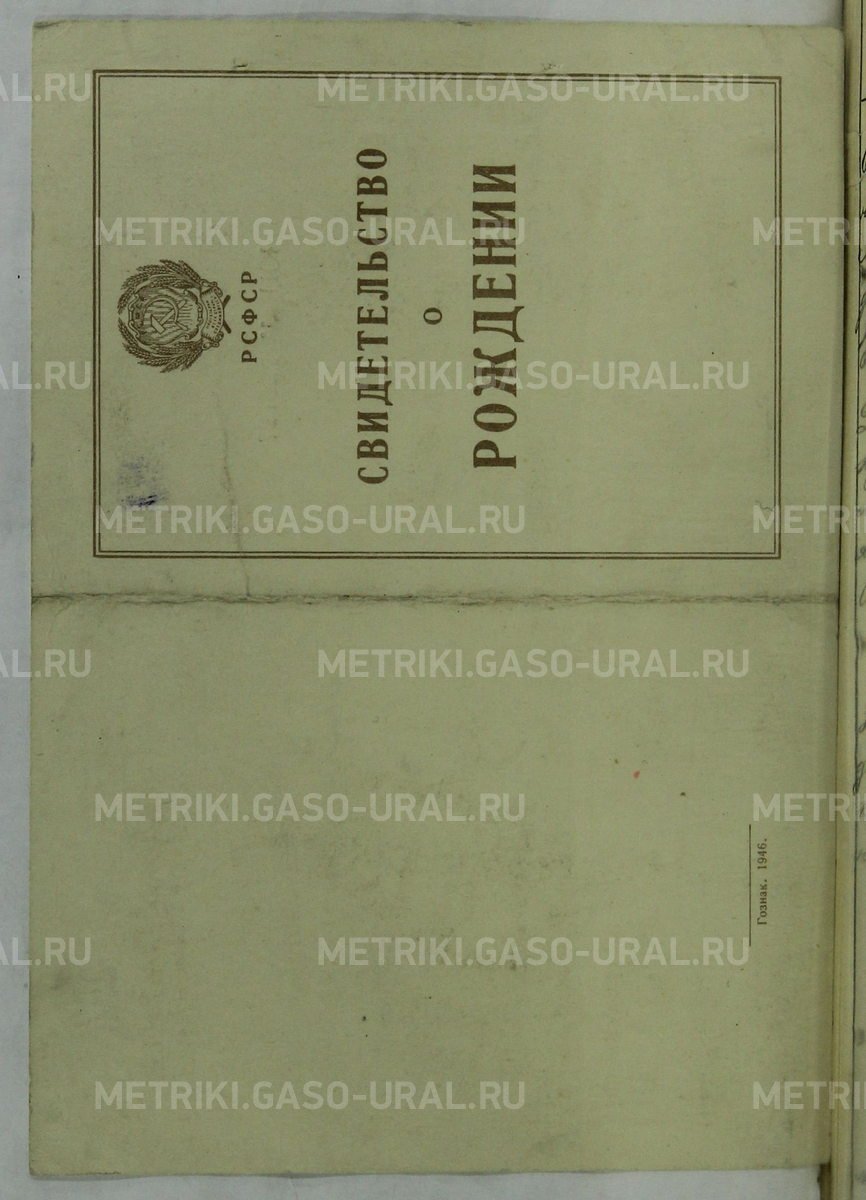 РСФСР
СВИДЕТЕЛЬСТВО
О
РОЖДЕНИИ
Гознак. 1946.
METRIKI.GASO-URAL.RU